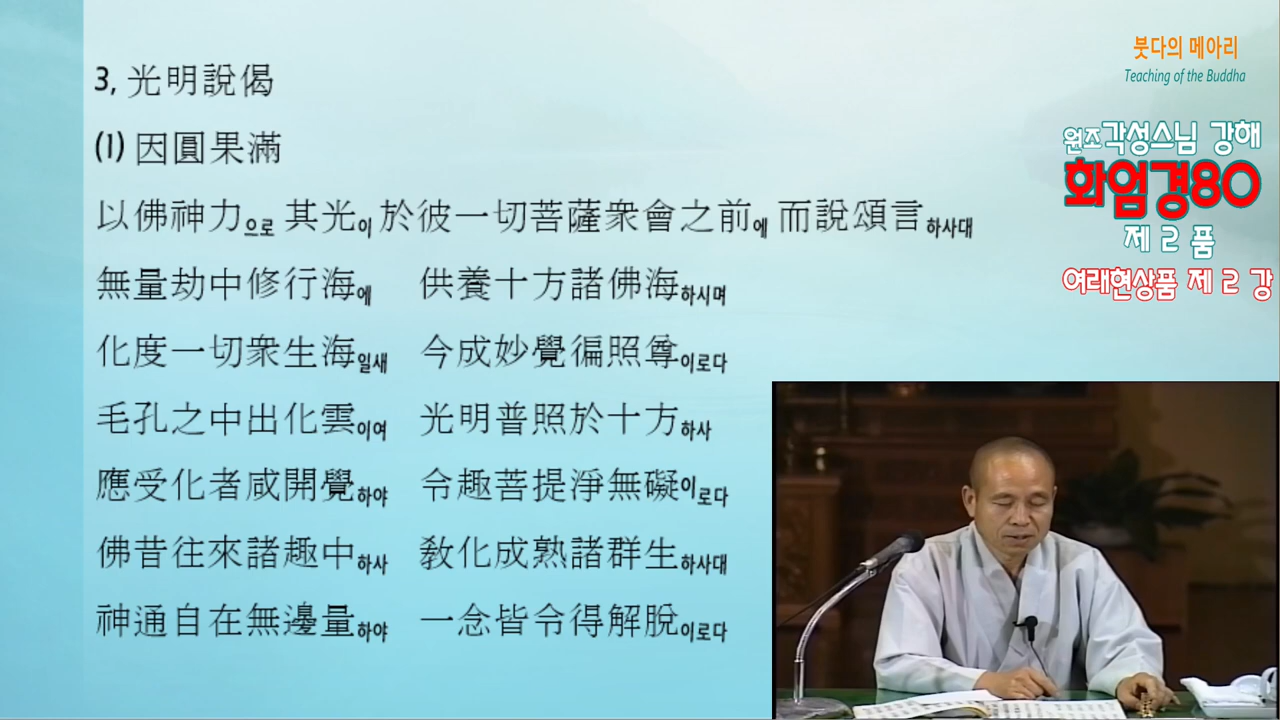 3, 光明說偈
(1) 因圓果滿
以佛神力으로 其光이 於彼一切菩薩衆會之前에 而說頌言하사대
無量劫中修行海에 供養十方諸佛海하시며
化度一切衆生海일새 今成妙覺徧照尊이로다
毛孔之中出化雲이여 光明普照於十方하사
應受化者咸開覺하야 令趣菩提淨無礙이로다
佛昔往來諸趣中하사 敎化成熟諸群生하사대
神通自在無邊量하야 一念皆令得解脫이로다
붓다의 메아리
Teaching of the Buddha
원조각성스님 강해
화엄경80
제 2 품
여래현상품 제 2 강